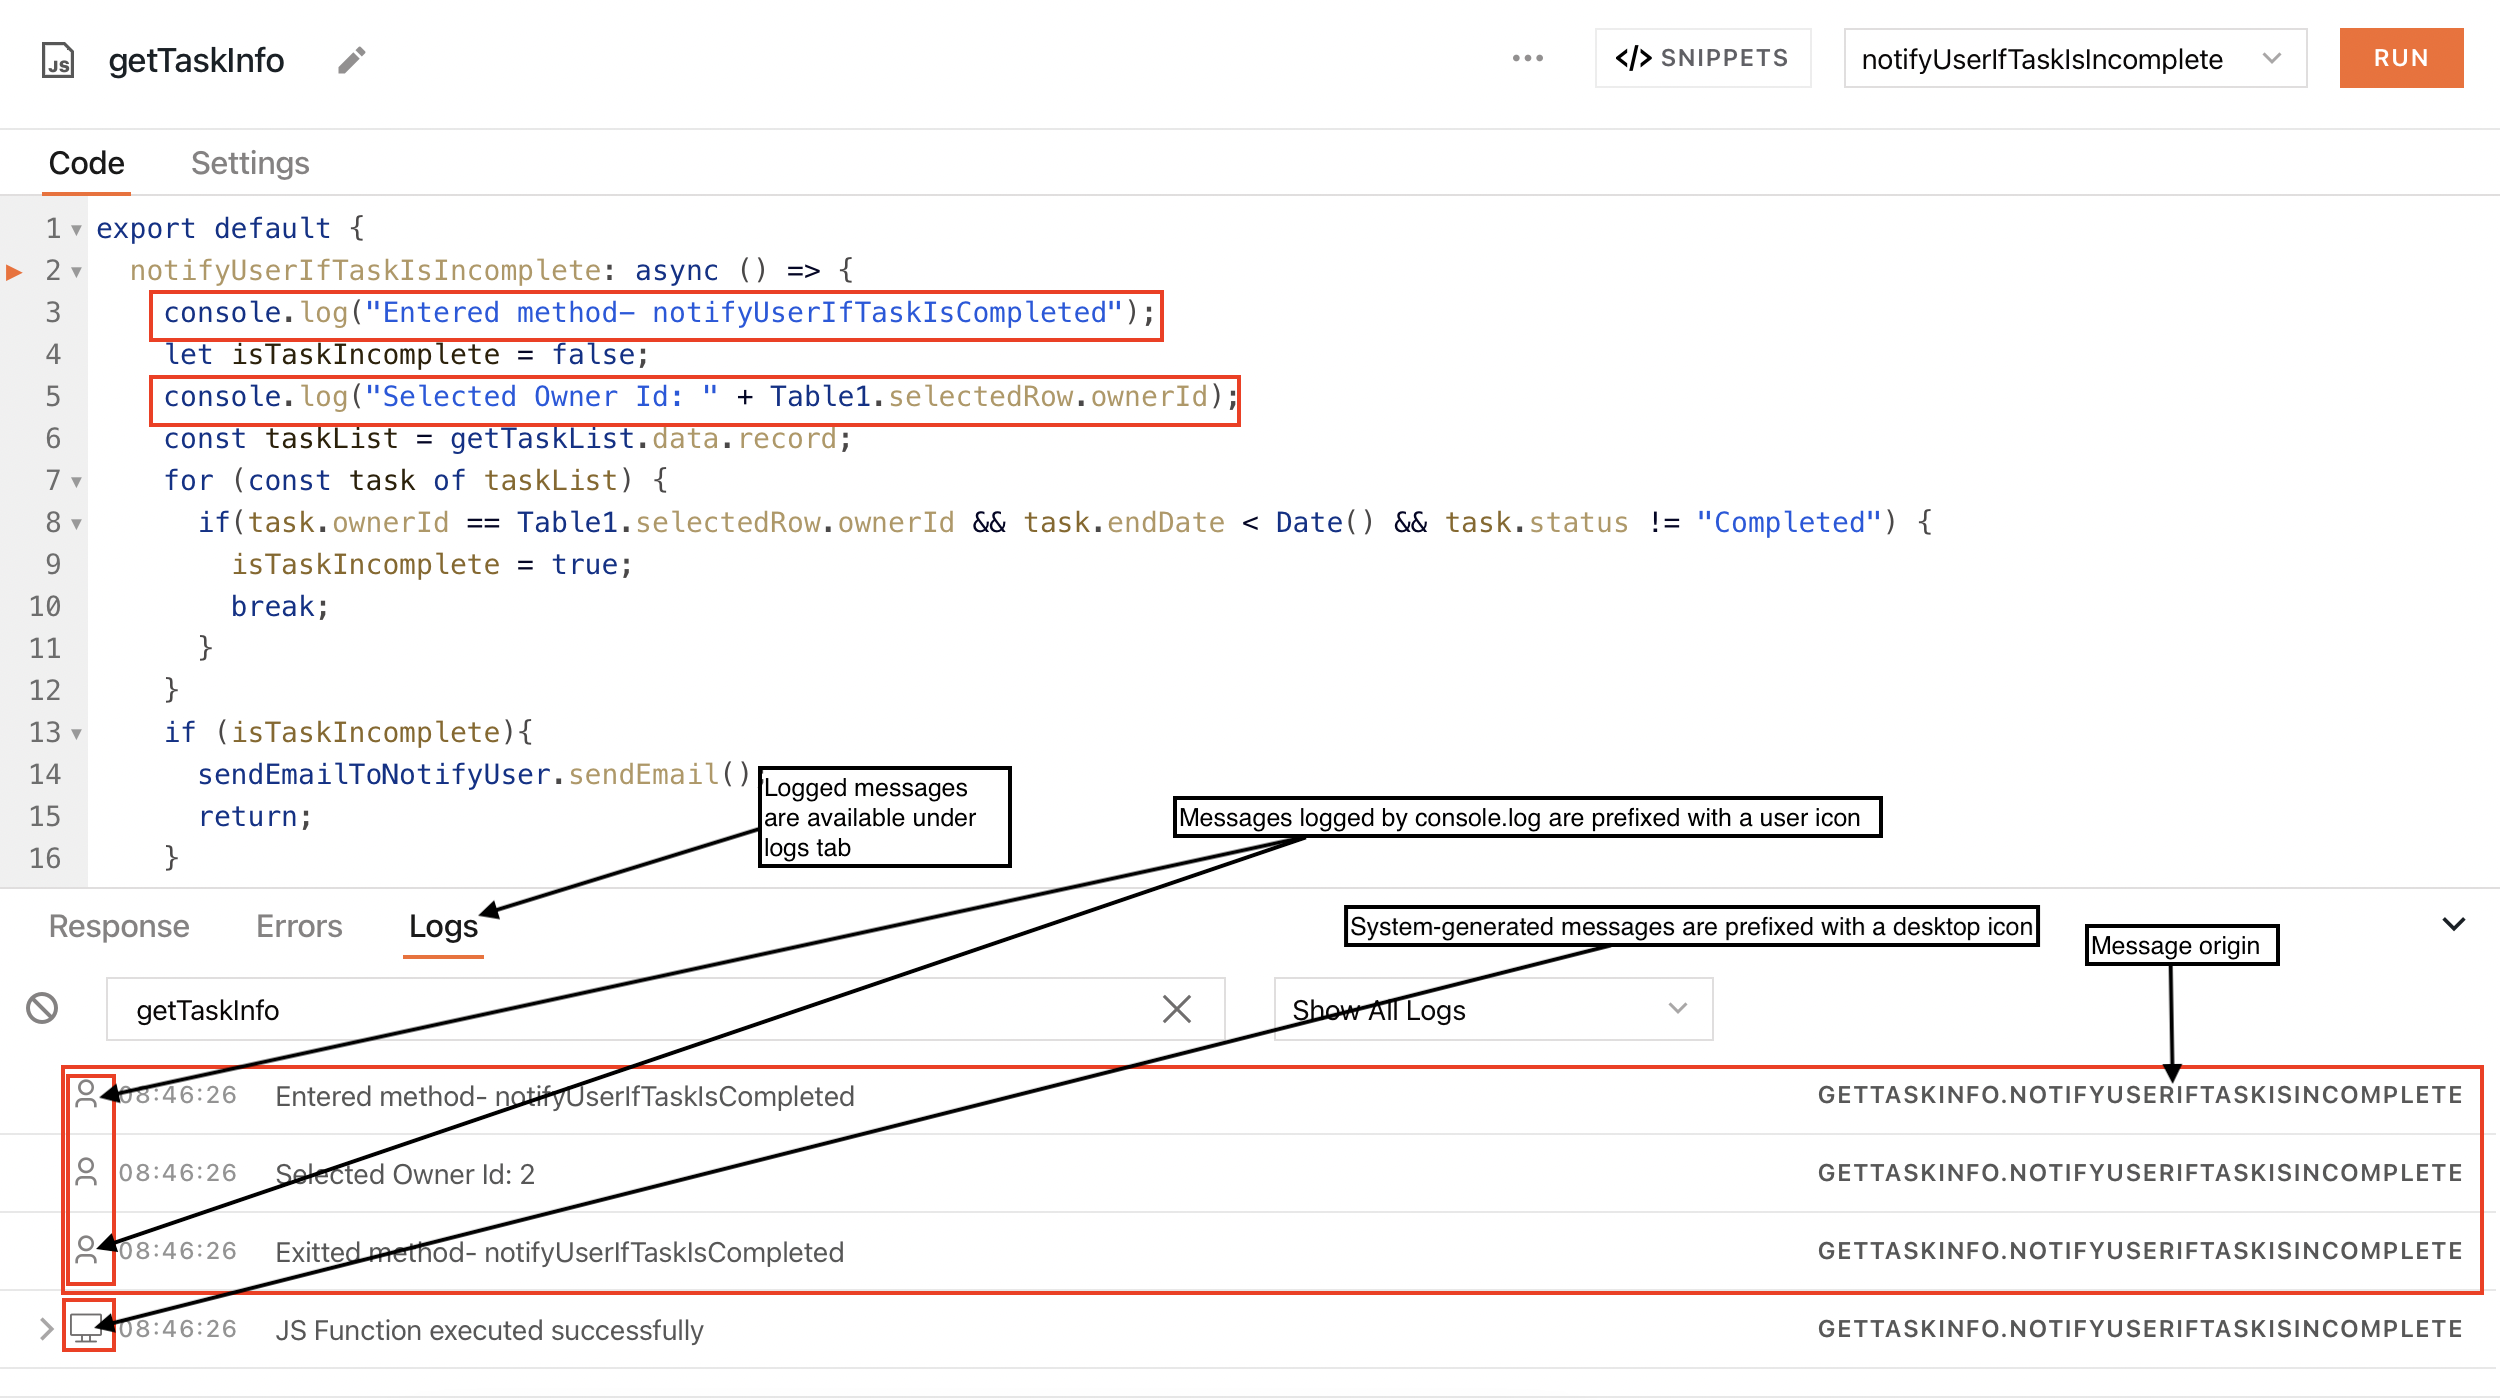 JS getTaskInfo ... </> SNIPPETS notifyUserIfTaskIsIncomplete RUN
Code Settings
1 export default {
2 notifyUserIfTaskIsIncomplete: async () => {
3 console.log("Entered method- notifyUserIfTaskIsCompleted");
4 let isTaskIncomplete = false;
5 console.log("Selected Owner Id: " + Table1.selectedRow.ownerId);
6 const taskList = getTaskList.data.record;
7 for (const task of taskList) {
8 if(task.ownerId == Table1.selectedRow.ownerId && task.endDate < Date() && task.status != "Completed") {
9 isTaskIncomplete = true;
10 break;
11 }
12 }
13 if (isTaskIncomplete){
14 sendEmailToNotifyUser.sendEmail()
15 return;
16 }
Logged messages
are available under
logs tab
Messages logged by console.log are prefixed with a user icon
System-generated messages are prefixed with a desktop icon
Message origin
Response Errors Logs
getTaskInfo Show All Logs
08:46:26 Entered method- notifyUserIfTaskIsCompleted GETTASKINFO.NOTIFYUSERIFTASKISINCOMPLETE
08:46:26 Selected Owner Id: 2 GETTASKINFO.NOTIFYUSERIFTASKISINCOMPLETE
08:46:26 Exitted method- notifyUserIfTaskIsCompleted GETTASKINFO.NOTIFYUSERIFTASKISINCOMPLETE
08:46:26 JS Function executed successfully GETTASKINFO.NOTIFYUSERIFTASKISINCOMPLETE